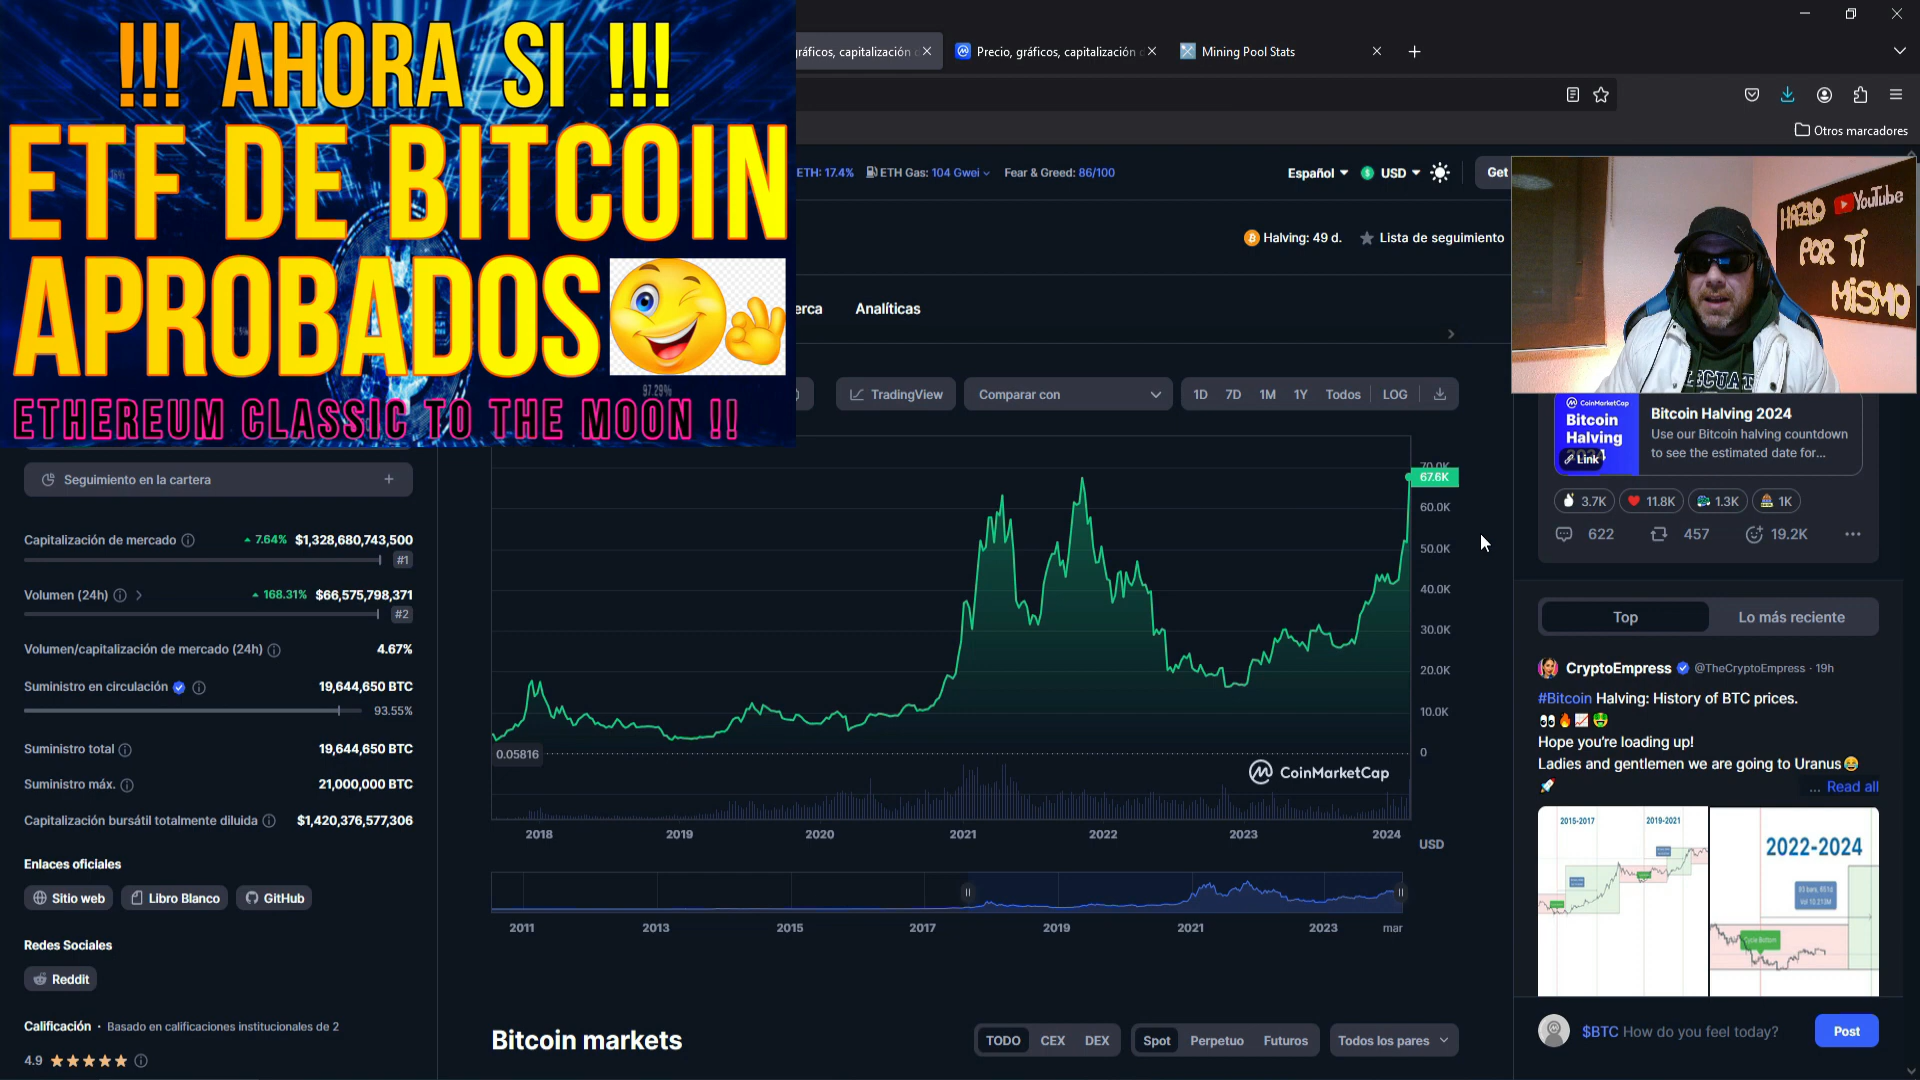 !!! AHORA SI !!!
ETF DE BITCOIN
APROBADOS
ETHEREUM CLASSIC TO THE MOON !!
97.29%
ráficos, capitalización
Precio, gráficos, capitalización
Mining Pool Stats
Otros marcadores
ETH: 17.4%
ETH Gas: 104 Gwei
Fear & Greed: 86/100
Español
USD
Get
Halving: 49 d.
Lista de seguimiento
HAZLO YouTube
POR TI
MISMO
ECUAT
erca
Analíticas
TradingView
Comparar con
1D 7D 1M 1Y Todos LOG
CoinMarketCap
Bitcoin
Halving
Link
Bitcoin Halving 2024
Use our Bitcoin halving countdown
to see the estimated date for...
3.7K 11.8K 1.3K 1K
622 457 19.2K
Seguimiento en la cartera
Capitalización de mercado 7.64% $1,328,680,743,500
#1
Volumen (24h) 168.31% $66,575,798,371
#2
Volumen/capitalización de mercado (24h) 4.67%
Suministro en circulación 19,644,650 BTC
93.55%
Suministro total 19,644,650 BTC
Suministro máx. 21,000,000 BTC
Capitalización bursátil totalmente diluida $1,420,376,577,306
Enlaces oficiales
Sitio web Libro Blanco GitHub
Redes Sociales
Reddit
Calificación · Basado en calificaciones institucionales de 2
4.9
70.0K
67.6K
60.0K
50.0K
40.0K
30.0K
20.0K
10.0K
0
0.05816
CoinMarketCap
2018 2019 2020 2021 2022 2023 2024
USD
2011 2013 2015 2017 2019 2021 2023 mar
Bitcoin markets
TODO CEX DEX
Spot Perpetuo Futuros
Todos los pares
Top
Lo más reciente
CryptoEmpress @TheCryptoEmpress · 19h
#Bitcoin Halving: History of BTC prices.
Hope you're loading up!
Ladies and gentlemen we are going to Uranus
... Read all
2015-2017
2019-2021
2022-2024
Cycle Bottom
$BTC How do you feel today?
Post